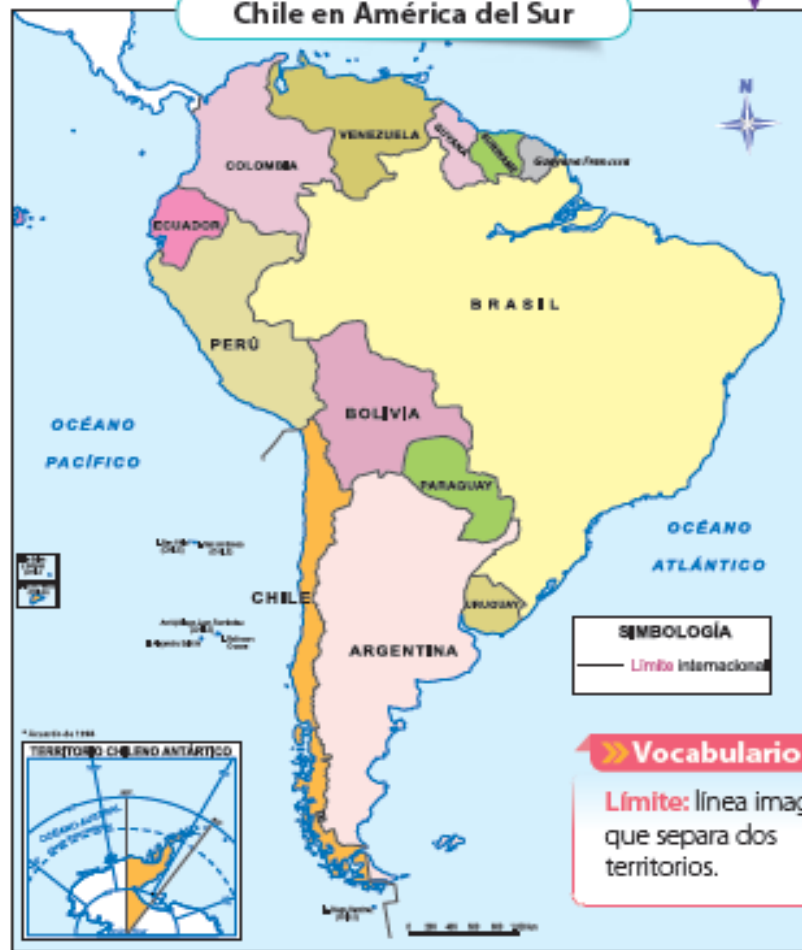 Chile en América del Sur
N
VENEZUELA
GUYANA
SURINAME
Guayana Francesa
COLOMBIA
ECUADOR
BRASIL
PERÚ
BOLIVIA
OCÉANO
PACÍFICO
PARAGUAY
OCÉANO
ATLÁNTICO
CHILE
URUGUAY
ARGENTINA
SIMBOLOGÍA
Límite internacional
TERRITORIO CHILENO ANTÁRTICO
Vocabulario
Límite: línea imag
que separa dos
territorios.